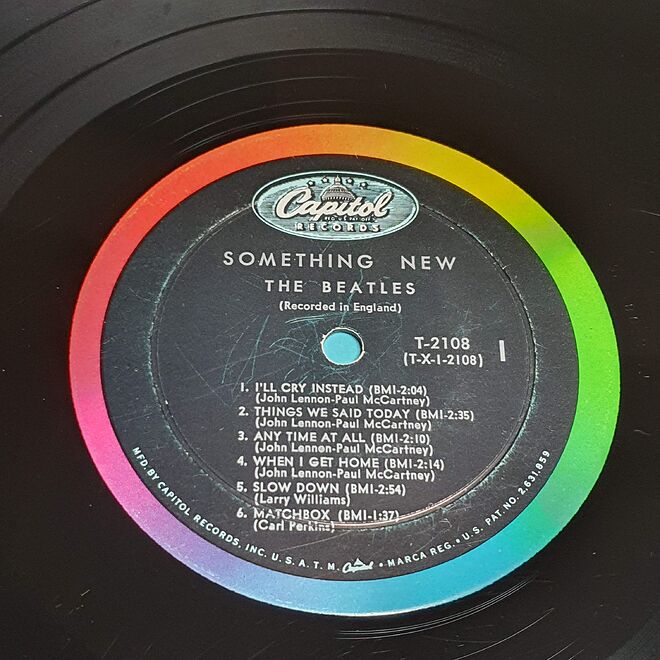 Capitol
REG. U.S. PAT. OFF.
RECORDS
SOMETHING NEW
THE BEATLES
(Recorded in England)
T-2108
(T-X-1-2108) 1
1. I'LL CRY INSTEAD (BMI-2:04)
(John Lennon-Paul McCartney)
2. THINGS WE SAID TODAY (BMI-2:35)
(John Lennon-Paul McCartney)
3. ANY TIME AT ALL (BMI-2:10)
(John Lennen-Paul McCartney)
4. WHEN I GET HOME (BMI-2:14)
(John Lennon-Paul McCartney)
5. SLOW DOWN (BMI-2:54)
(Larry Williams)
6. MATCHBOX (BMI-1:37)
(Carl Perkins)
MFD. BY CAPITOL RECORDS, INC. U. S. A. T. M. Capitol • MARCA REG. • U.S. PAT. NO. 2,631,859